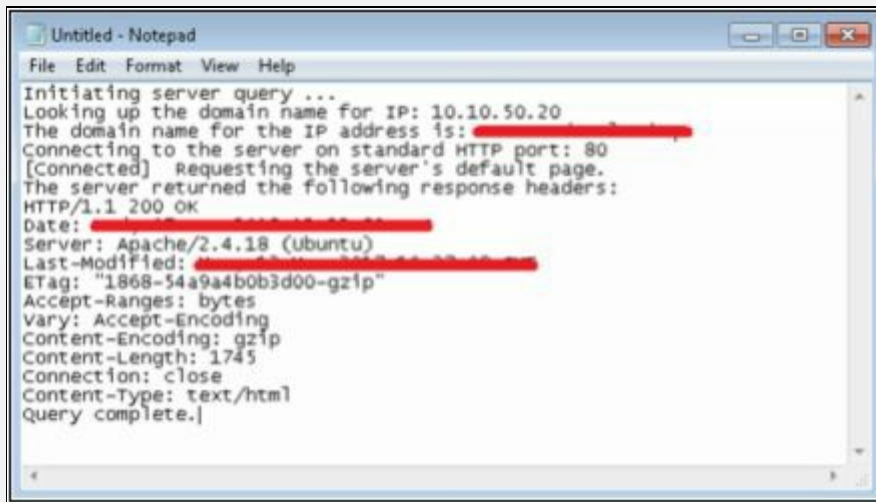 Untitled - Notepad
File Edit Format View Help
Initiating server query ...
Looking up the domain name for IP: 10.10.50.20
The domain name for the IP address is:
Connecting to the server on standard HTTP port: 80
[Connected] Requesting the server's default page.
The server returned the following response headers:
HTTP/1.1 200 OK
Date:
Server: Apache/2.4.18 (Ubuntu)
Last-Modified:
ETag: "1868-54a9a4b0b3d00-gzip"
Accept-Ranges: bytes
Vary: Accept-Encoding
Content-Encoding: gzip
Content-Length: 1745
Connection: close
Content-Type: text/html
Query complete.